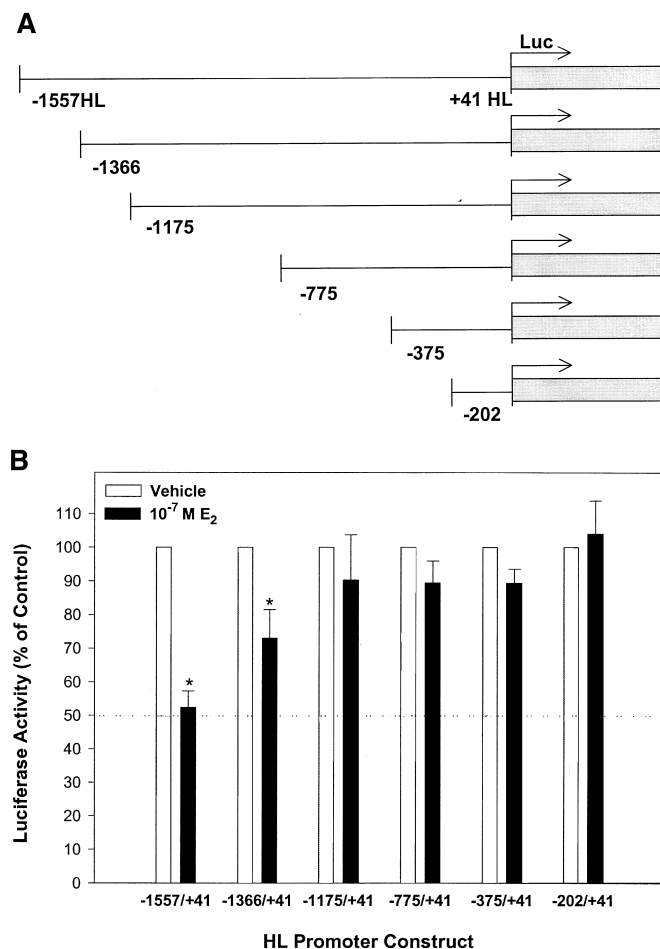 A
Luc
-1557HL
+41 HL
-1366
-1175
-775
-375
-202
B
Vehicle
10⁻⁷ M E₂
Luciferase Activity (% of Control)
110
100
90
80
70
60
50
40
30
20
10
0
*
*
-1557/+41 -1366/+41 -1175/+41 -775/+41 -375/+41 -202/+41
HL Promoter Construct